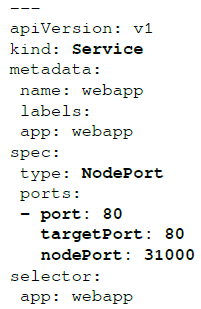 ---
apiVersion: v1
kind: Service
metadata:
 name: webapp
 labels:
 app: webapp
spec:
 type: NodePort
 ports:
 - port: 80
   targetPort: 80
   nodePort: 31000
selector:
 app: webapp